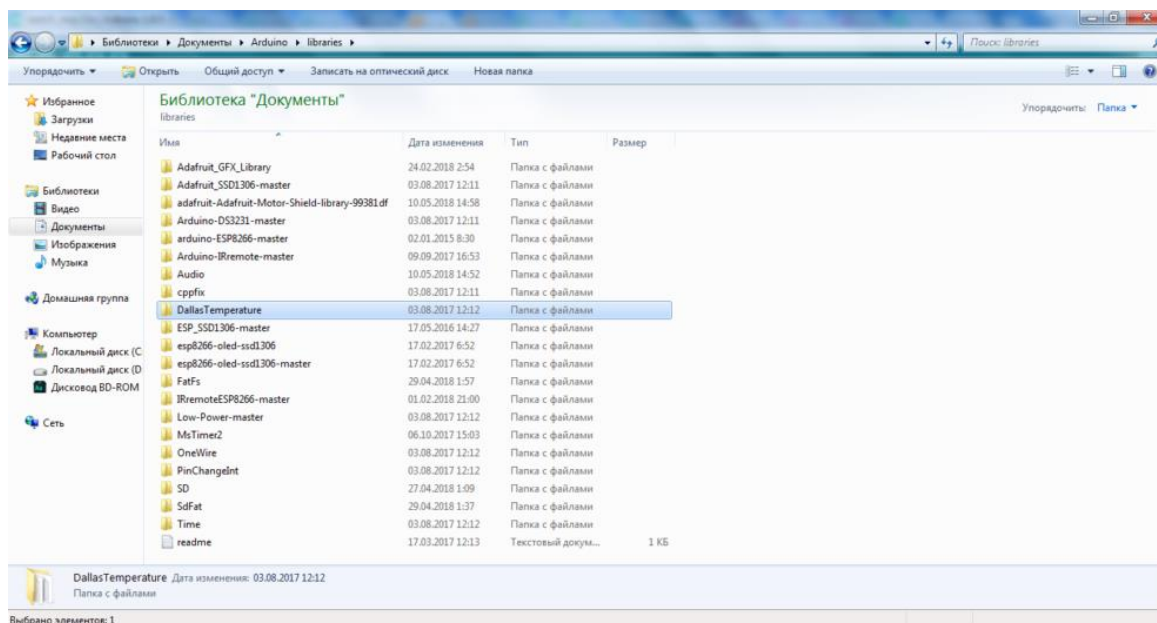 Библиотеки ▸ Документы ▸ Arduino ▸ libraries ▸
Поиск: libraries
Упорядочить ▾ Открыть Общий доступ ▾ Записать на оптический диск Новая папка
Избранное
Загрузки
Недавние места
Рабочий стол
Библиотеки
Видео
Документы
Изображения
Музыка
Домашняя группа
Компьютер
Локальный диск (C
Локальный диск (D
Дисковод BD-ROM
Сеть
Библиотека "Документы"
libraries
Упорядочить: Папка ▾
Имя Дата изменения Тип Размер
Adafruit_GFX_Library 24.02.2018 2:54 Папка с файлами
Adafruit_SSD1306-master 03.08.2017 12:11 Папка с файлами
adafruit-Adafruit-Motor-Shield-library-99381df 10.05.2018 14:58 Папка с файлами
Arduino-DS3231-master 03.08.2017 12:11 Папка с файлами
arduino-ESP8266-master 02.01.2015 8:30 Папка с файлами
Arduino-IRremote-master 09.09.2017 16:53 Папка с файлами
Audio 10.05.2018 14:52 Папка с файлами
cppfix 03.08.2017 12:11 Папка с файлами
DallasTemperature 03.08.2017 12:12 Папка с файлами
ESP_SSD1306-master 17.05.2016 14:27 Папка с файлами
esp8266-oled-ssd1306 17.02.2017 6:52 Папка с файлами
esp8266-oled-ssd1306-master 17.02.2017 6:52 Папка с файлами
FatFs 29.04.2018 1:57 Папка с файлами
IRremoteESP8266-master 01.02.2018 21:00 Папка с файлами
Low-Power-master 03.08.2017 12:12 Папка с файлами
MsTimer2 06.10.2017 15:03 Папка с файлами
OneWire 03.08.2017 12:12 Папка с файлами
PinChangeInt 03.08.2017 12:12 Папка с файлами
SD 27.04.2018 1:09 Папка с файлами
SdFat 29.04.2018 1:37 Папка с файлами
Time 03.08.2017 12:12 Папка с файлами
readme 17.03.2017 12:13 Текстовый докум... 1 КБ
DallasTemperature Дата изменения: 03.08.2017 12:12
Папка с файлами
Выбрано элементов: 1